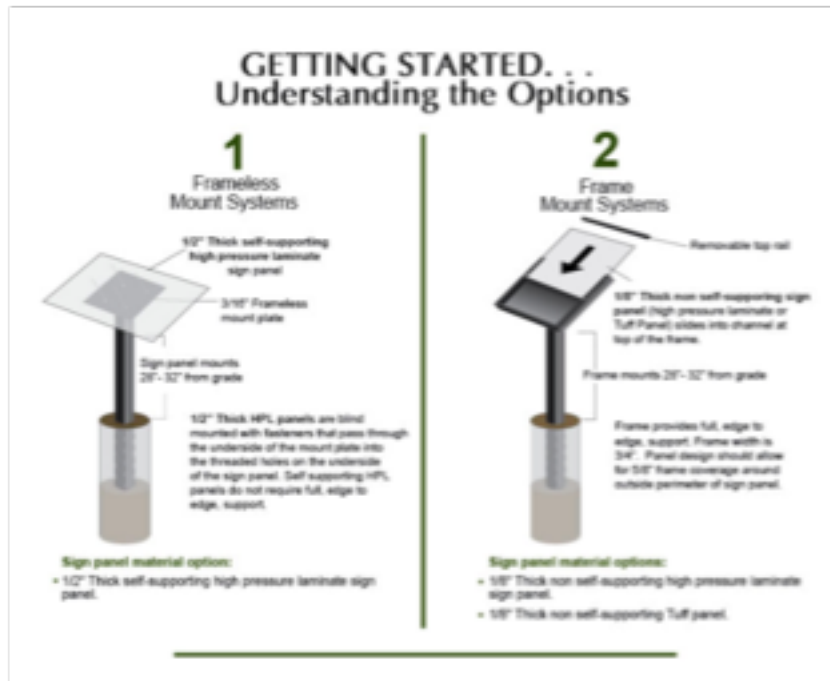 GETTING STARTED. . .
Understanding the Options
1
Frameless
Mount Systems
1/2" Thick self-supporting
high pressure laminate
sign panel
3/16" Frameless
mount plate
Sign panel mounts
28"- 32" from grade
1/2" Thick HPL panels are blind
mounted with fasteners that pass through
the underside of the mount plate into
the threaded holes on the underside
of the sign panel. Self supporting HPL
panels do not require full, edge to
edge, support.
Sign panel material option:
• 1/2" Thick self-supporting high pressure laminate sign
panel.
2
Frame
Mount Systems
Removable top rail
1/8" Thick non self-supporting sign
panel (high pressure laminate or
Tuff Panel) slides into channel at
top of the frame.
Frame mounts 28"- 32" from grade
Frame provides full, edge to
edge, support. Frame width is
3/4". Panel design should allow
for 5/8" frame coverage around
outside perimeter of sign panel.
Sign panel material options:
• 1/8" Thick non self-supporting high pressure laminate
sign panel.
• 1/8" Thick non self-supporting Tuff panel.